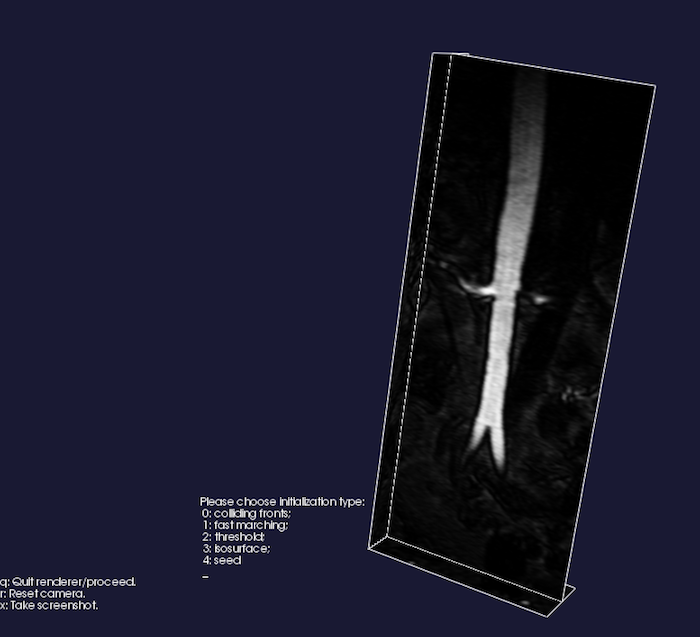 Please choose initialization type:
0: colliding fronts;
1: fast marching;
2: threshold;
3: isosurface;
4: seed
_
q: Quit renderer/proceed.
r: Reset camera.
x: Take screenshot.